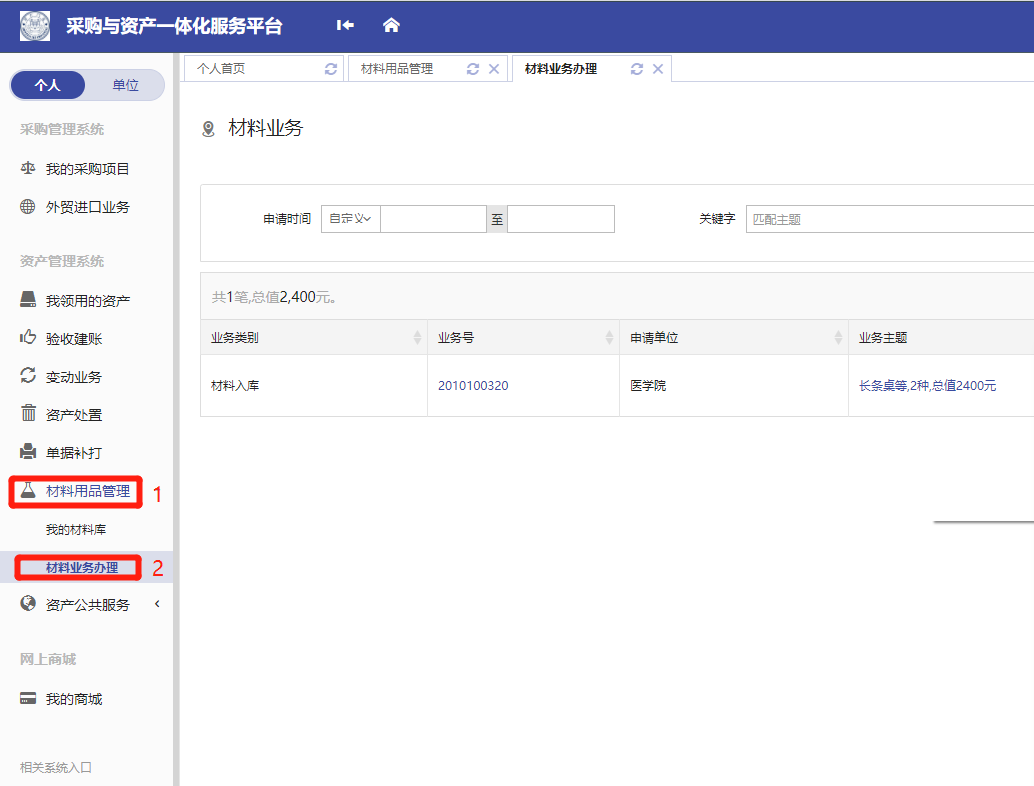 采购与资产一体化服务平台
个人 单位
采购管理系统
我的采购项目
外贸进口业务
资产管理系统
我领用的资产
验收建账
变动业务
资产处置
单据补打
材料用品管理 1
我的材料库
材料业务办理 2
资产公共服务
网上商城
我的商城
相关系统入口
个人首页 材料用品管理 材料业务办理
材料业务
申请时间 自定义 至 关键字 匹配主题
共1笔,总值2,400元。
业务类别 业务号 申请单位 业务主题
材料入库 2010100320 医学院 长条桌等,2种,总值2400元